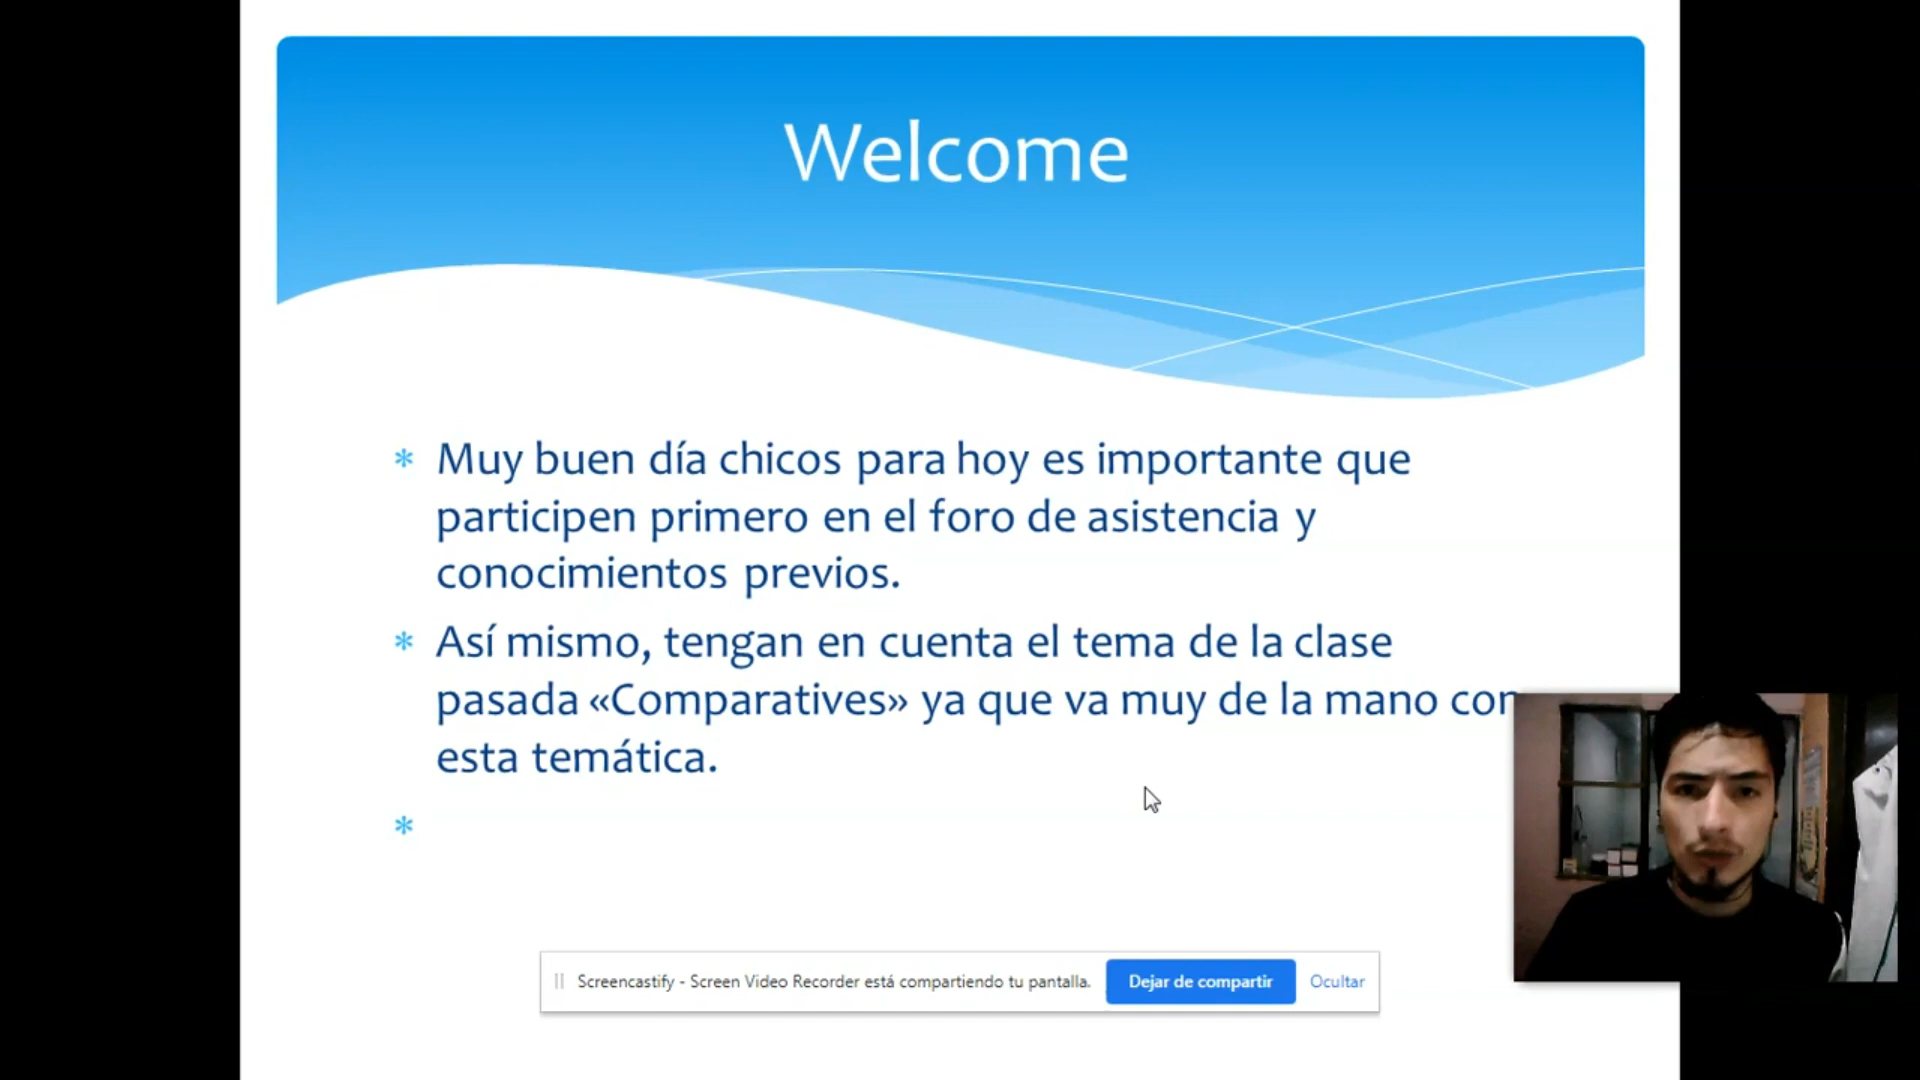 Welcome
* Muy buen día chicos para hoy es importante que
participen primero en el foro de asistencia y
conocimientos previos.
* Así mismo, tengan en cuenta el tema de la clase
pasada «Comparatives» ya que va muy de la mano con
esta temática.
*
Screencastify - Screen Video Recorder está compartiendo tu pantalla. Dejar de compartir Ocultar